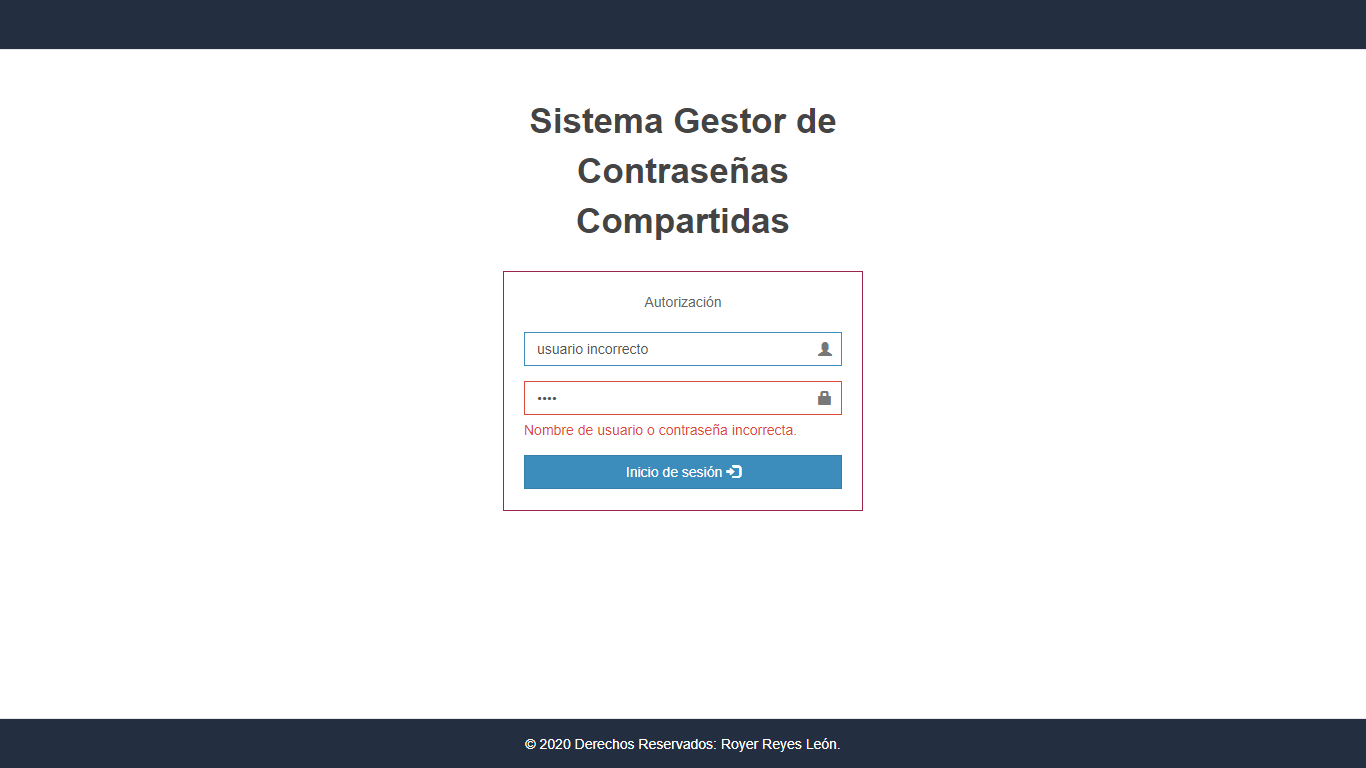 Sistema Gestor de
Contraseñas
Compartidas
Autorización
usuario incorrecto
••••
Nombre de usuario o contraseña incorrecta.
Inicio de sesión
© 2020 Derechos Reservados: Royer Reyes León.